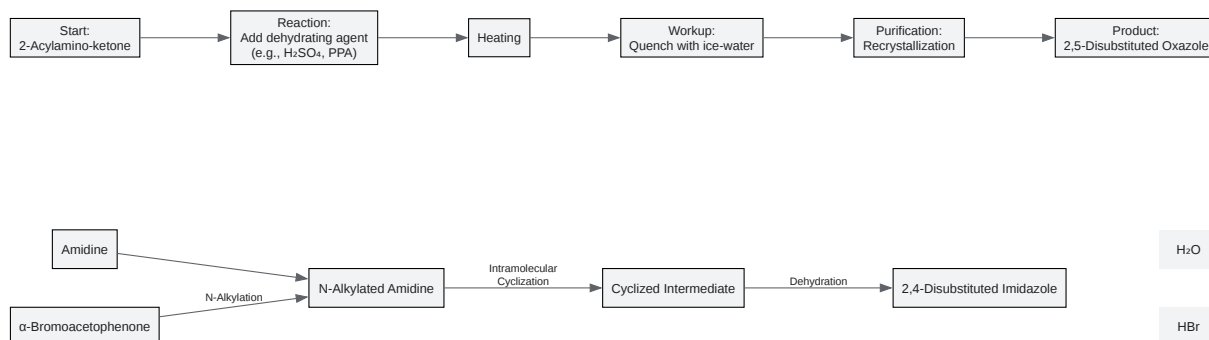 Start:
2-Acylamino-ketone
Reaction:
Add dehydrating agent
(e.g., H₂SO₄, PPA)
Heating
Workup:
Quench with ice-water
Purification:
Recrystallization
Product:
2,5-Disubstituted Oxazole
Amidine
α-Bromoacetophenone
N-Alkylation
N-Alkylated Amidine
Intramolecular
Cyclization
Cyclized Intermediate
Dehydration
2,4-Disubstituted Imidazole
H₂O
HBr